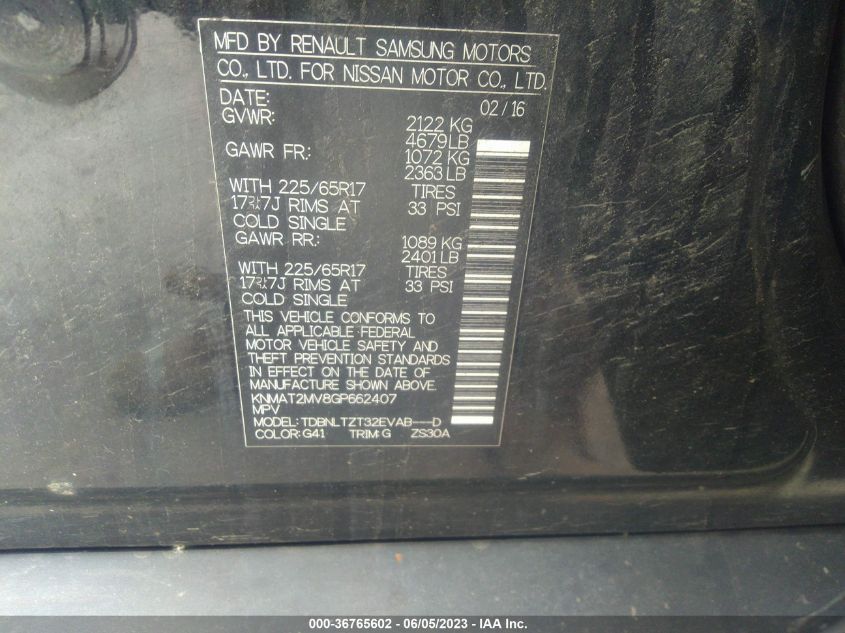 MFD BY RENAULT SAMSUNG MOTORS
CO., LTD. FOR NISSAN MOTOR CO., LTD.
DATE: 02/16
GVWR: 2122 KG
4679LB
GAWR FR.: 1072 KG
2363 LB
WITH 225/65R17 TIRES
17X7J RIMS AT 33 PSI
COLD SINGLE
GAWR RR.: 1089 KG
2401 LB
WITH 225/65R17 TIRES
17X7J RIMS AT 33 PSI
COLD SINGLE
THIS VEHICLE CONFORMS TO
ALL APPLICABLE FEDERAL
MOTOR VEHICLE SAFETY AND
THEFT PREVENTION STANDARDS
IN EFFECT ON THE DATE OF
MANUFACTURE SHOWN ABOVE.
KNMAT2MV8GP662407
MPV
MODEL: TDBNLTZT32EVAB---D
COLOR: G41 TRIM: G ZS30A
000-36765602 - 06/05/2023 - IAA Inc.